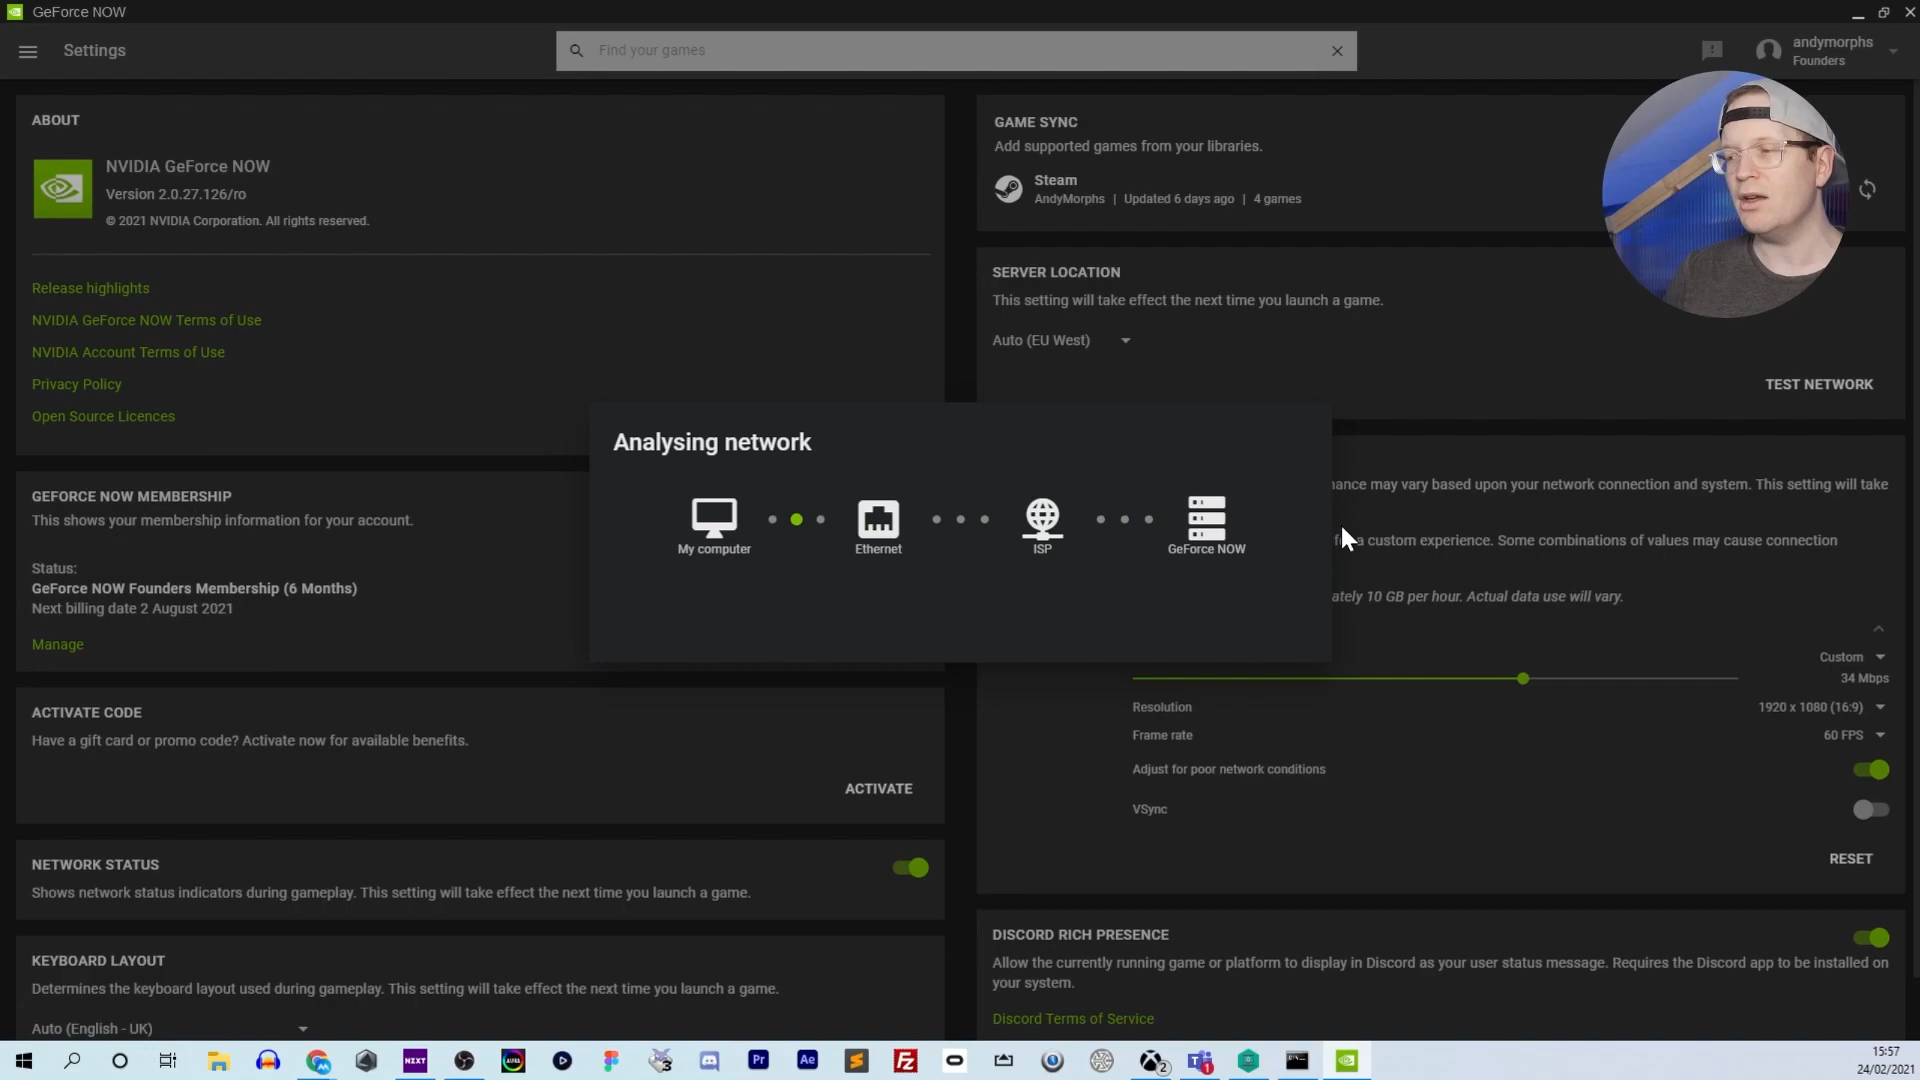 GeForce NOW
Settings
Find your games
andymorphs
Founders
ABOUT
NVIDIA GeForce NOW
Version 2.0.27.126/ro
© 2021 NVIDIA Corporation. All rights reserved.
Release highlights
NVIDIA GeForce NOW Terms of Use
NVIDIA Account Terms of Use
Privacy Policy
Open Source Licences
GEFORCE NOW MEMBERSHIP
This shows your membership information for your account.
Status:
GeForce NOW Founders Membership (6 Months)
Next billing date 2 August 2021
Manage
ACTIVATE CODE
Have a gift card or promo code? Activate now for available benefits.
ACTIVATE
NETWORK STATUS
Shows network status indicators during gameplay. This setting will take effect the next time you launch a game.
KEYBOARD LAYOUT
Determines the keyboard layout used during gameplay. This setting will take effect the next time you launch a game.
Auto (English - UK)
GAME SYNC
Add supported games from your libraries.
Steam
AndyMorphs | Updated 6 days ago | 4 games
SERVER LOCATION
This setting will take effect the next time you launch a game.
Auto (EU West)
TEST NETWORK
Analysing network
My computer
Ethernet
ISP
GeForce NOW
may vary based upon your network connection and system. This setting will take
a custom experience. Some combinations of values may cause connection
10 GB per hour. Actual data use will vary.
Custom
34 Mbps
Resolution
1920 x 1080 (16:9)
Frame rate
60 FPS
Adjust for poor network conditions
VSync
RESET
DISCORD RICH PRESENCE
Allow the currently running game or platform to display in Discord as your user status message. Requires the Discord app to be installed on
your system.
Discord Terms of Service
NZXT
3
Pr
Ae
FZ
2
1
15:57
24/02/2021